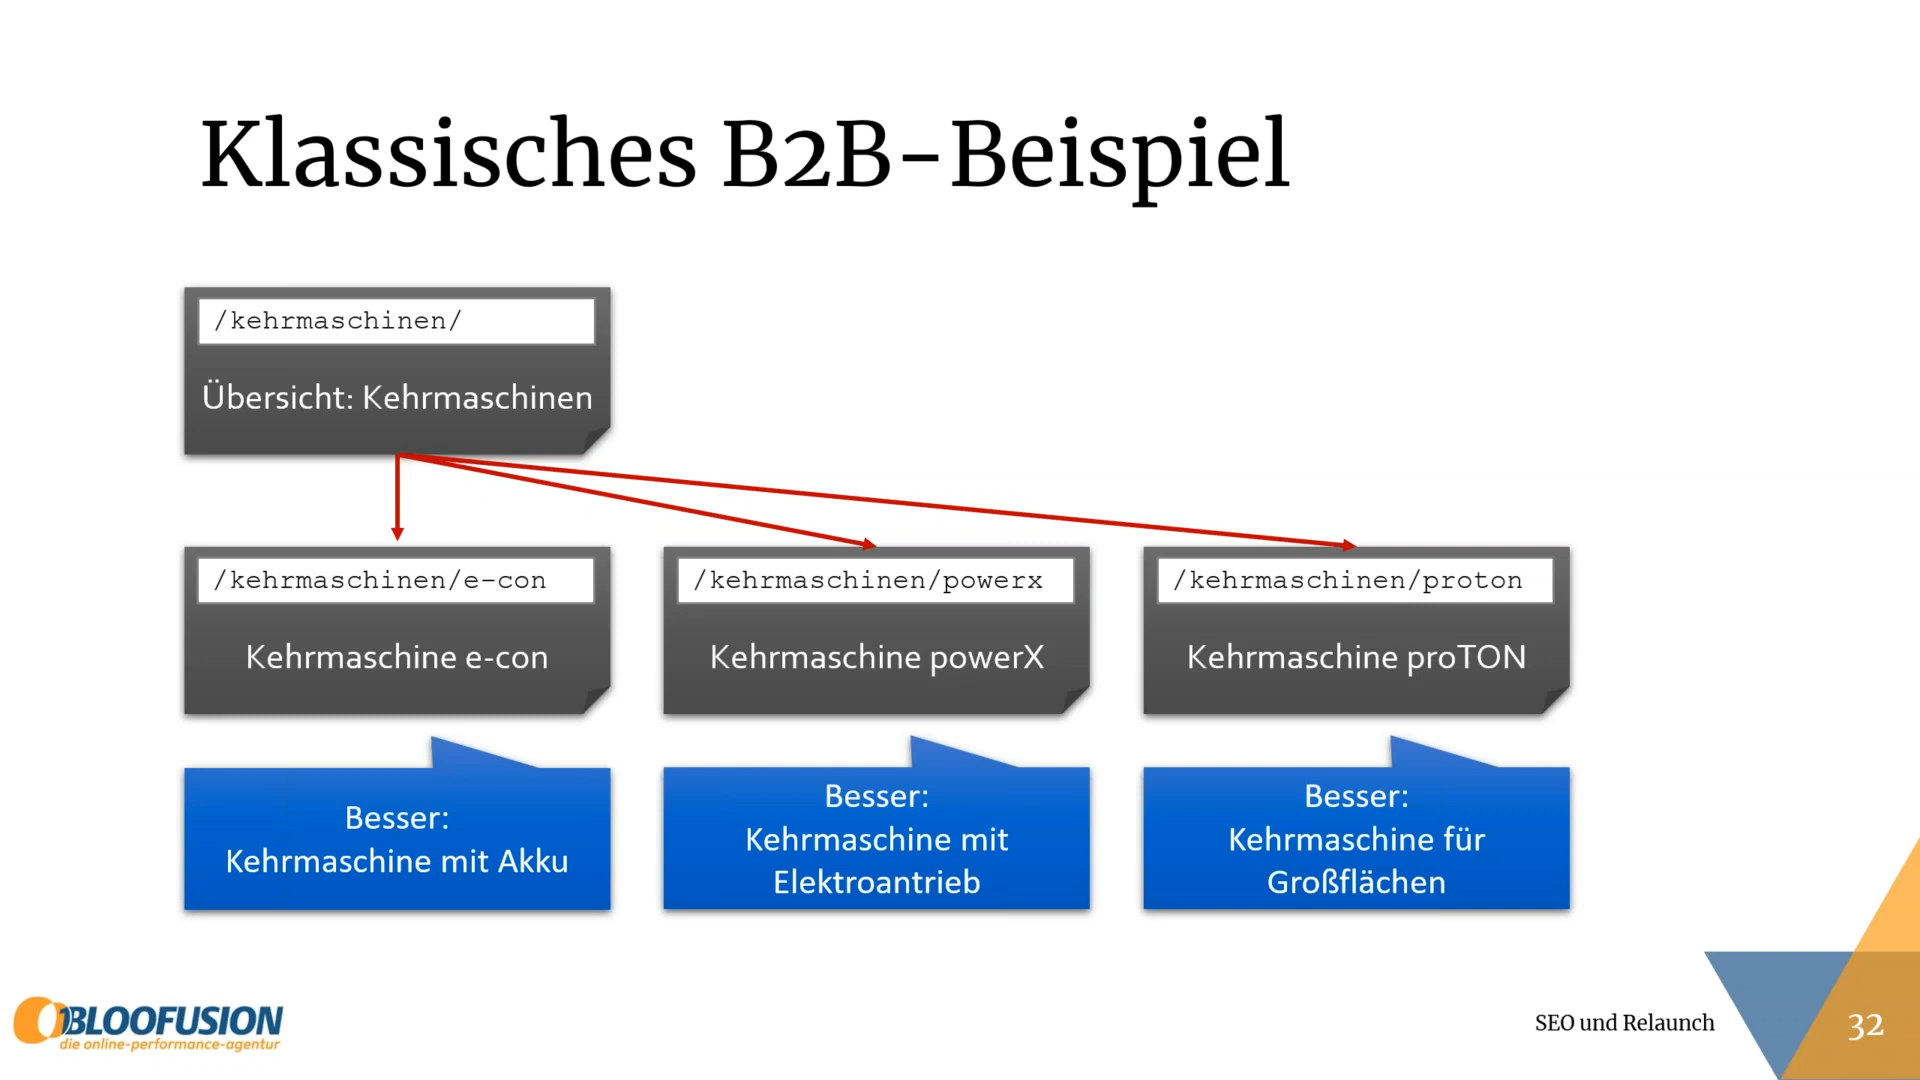 Klassisches B2B-Beispiel
/kehrmaschinen/
Übersicht: Kehrmaschinen
/kehrmaschinen/e-con
Kehrmaschine e-con
/kehrmaschinen/powerx
Kehrmaschine powerX
/kehrmaschinen/proton
Kehrmaschine proTON
Besser:
Kehrmaschine mit Akku
Besser:
Kehrmaschine mit
Elektroantrieb
Besser:
Kehrmaschine für
Großflächen
BLOOFUSION
die online-performance-agentur
SEO und Relaunch
32